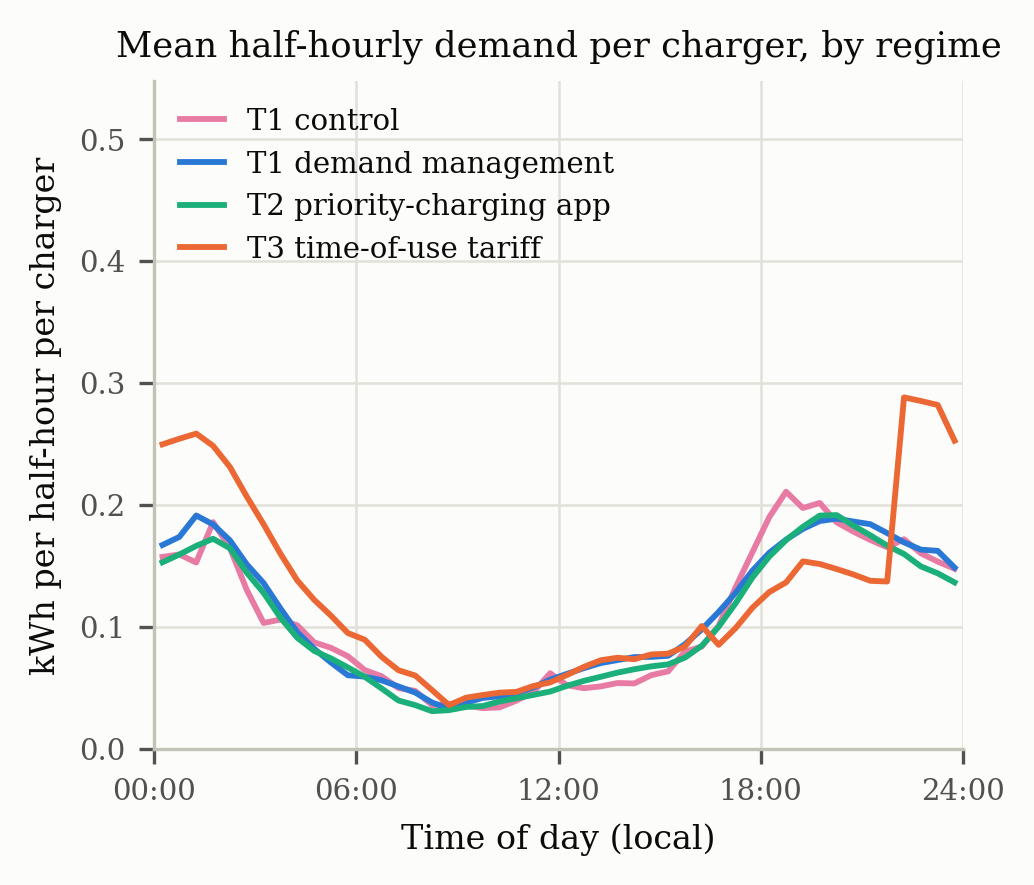 Mean half-hourly demand per charger, by regime
T1 control
T1 demand management
T2 priority-charging app
T3 time-of-use tariff
kWh per half-hour per charger
0.5
0.4
0.3
0.2
0.1
0.0
00:00 06:00 12:00 18:00 24:00
Time of day (local)